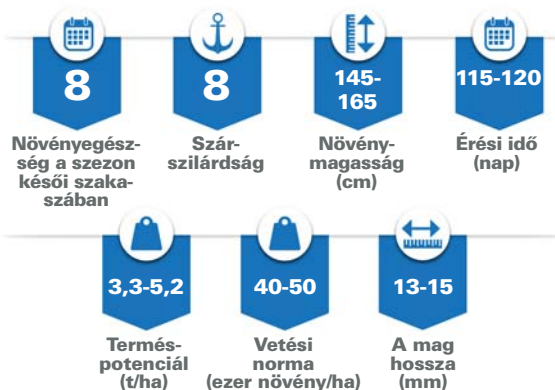 8
Növényegész-
ség a szezon
késői szaka-
szában
8
Szár-
szilárdság
145-
165
Növény-
magasság
(cm)
115-120
Érési idő
(nap)
3,3-5,2
Termés-
potenciál
(t/ha)
40-50
Vetési
norma
(ezer növény/ha)
13-15
A mag
hossza
(mm)